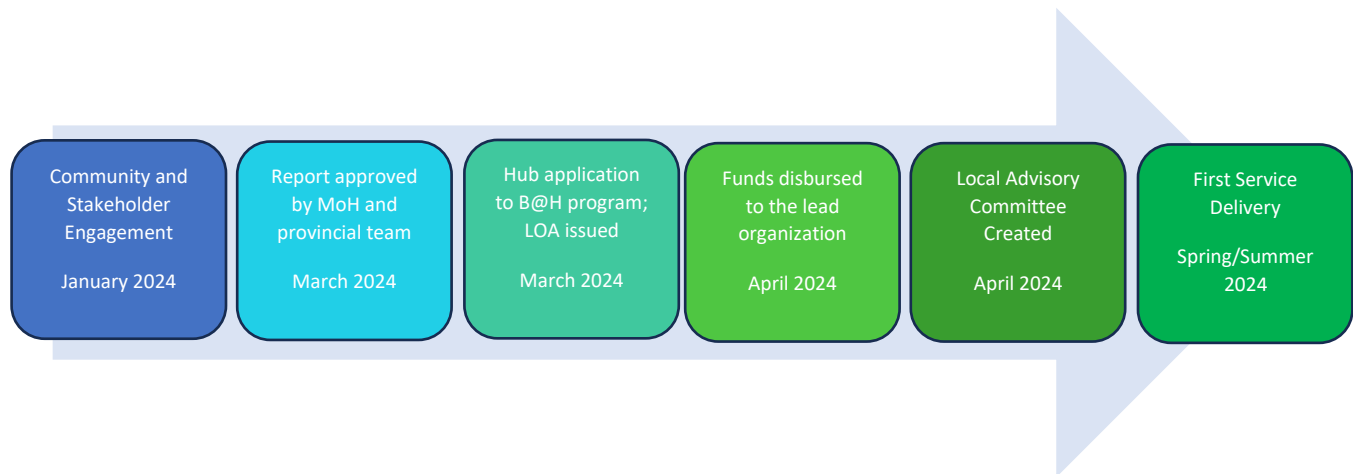 Community and
Stakeholder
Engagement
January 2024
Report approved
by MoH and
provincial team
March 2024
Hub application
to B@H program;
LOA issued
March 2024
Funds disbursed
to the lead
organization
April 2024
Local Advisory
Committee
Created
April 2024
First Service
Delivery
Spring/Summer
2024